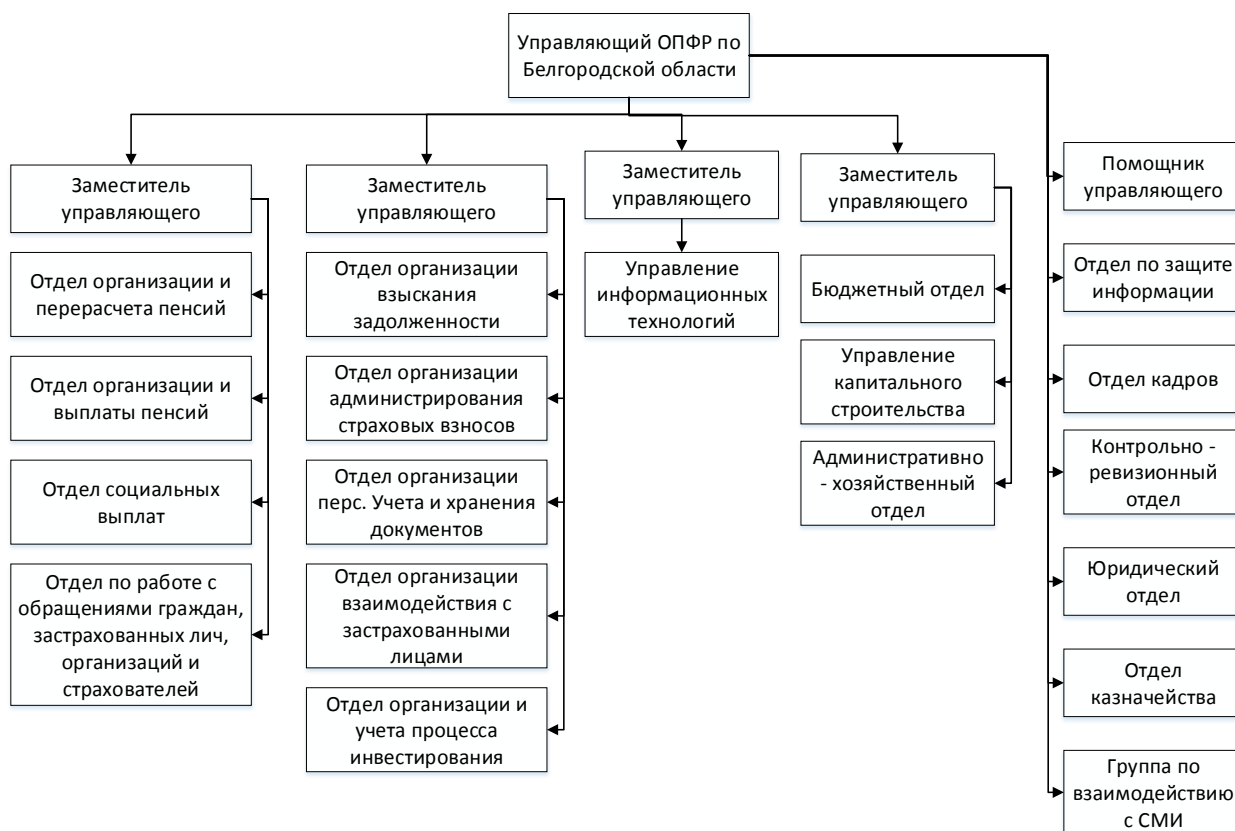 Управляющий ОПФР по
Белгородской области
Заместитель
управляющего
Отдел организации и
перерасчета пенсий
Отдел организации и
выплаты пенсий
Отдел социальных
выплат
Отдел по работе с
обращениями граждан,
застрахованных лич,
организаций и
страхователей
Заместитель
управляющего
Отдел организации
взыскания
задолженности
Отдел организации
администрирования
страховых взносов
Отдел организации
перс. Учета и хранения
документов
Отдел организации
взаимодействия с
застрахованными
лицами
Отдел организации и
учета процесса
инвестирования
Заместитель
управляющего
Управление
информационных
технологий
Заместитель
управляющего
Бюджетный отдел
Управление
капитального
строительства
Административно
- хозяйственный
отдел
Помощник
управляющего
Отдел по защите
информации
Отдел кадров
Контрольно -
ревизионный
отдел
Юридический
отдел
Отдел
казначейства
Группа по
взаимодействию
с СМИ